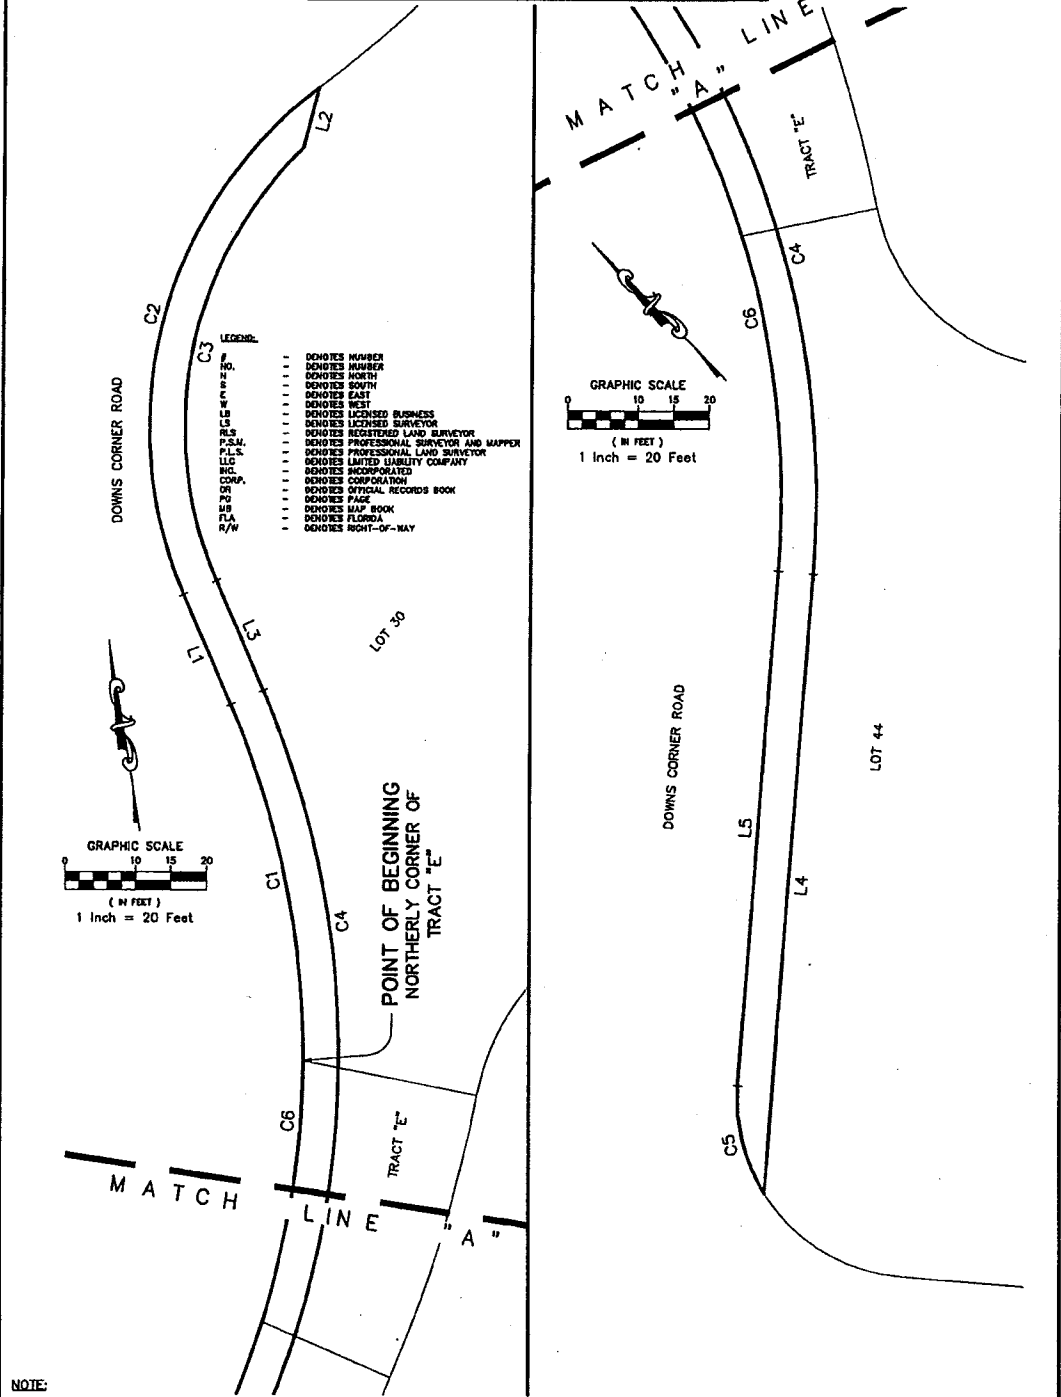 L2
C2
C3
LEGEND:
# - DENOTES NUMBER
NO. - DENOTES NUMBER
N - DENOTES NORTH
S - DENOTES SOUTH
E - DENOTES EAST
W - DENOTES WEST
LB - DENOTES LICENSED BUSINESS
LS - DENOTES LICENSED SURVEYOR
RLS - DENOTES REGISTERED LAND SURVEYOR
P.S.M. - DENOTES PROFESSIONAL SURVEYOR AND MAPPER
P.L.S. - DENOTES PROFESSIONAL LAND SURVEYOR
LLC - DENOTES LIMITED LIABILITY COMPANY
INC. - DENOTES INCORPORATED
CORP. - DENOTES CORPORATION
OR - DENOTES OFFICIAL RECORDS BOOK
PG - DENOTES PAGE
MB - DENOTES MAP BOOK
FLA - DENOTES FLORIDA
R/W - DENOTES RIGHT-OF-WAY
DOWNS CORNER ROAD
L1
L3
LOT 30
GRAPHIC SCALE
0 10 15 20
( IN FEET )
1 Inch = 20 Feet
C1
C4
POINT OF BEGINNING
NORTHERLY CORNER OF
TRACT "E"
C6
TRACT "E"
MATCH LINE "A"
NOTE:
MATCH LINE
"A"
TRACT "E"
C4
C6
GRAPHIC SCALE
0 10 15 20
( IN FEET )
1 Inch = 20 Feet
DOWNS CORNER ROAD
LOT 44
L5
L4
C5